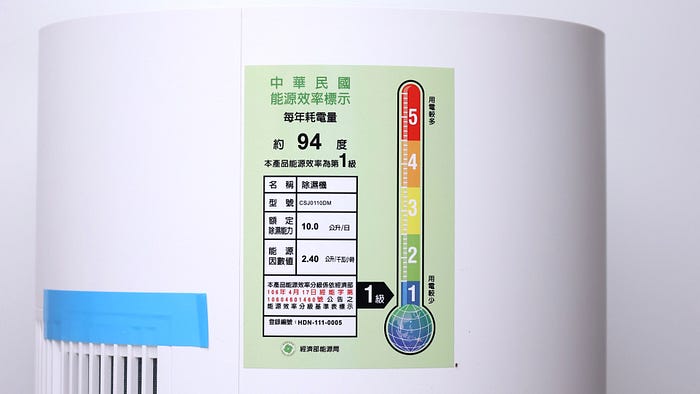 中華民國
能源效率標示
每年耗電量
約 94 度
本產品能源效率為第1級
名稱 除濕機
型號 CSJ0110DM
額定除濕能力 10.0 公升/日
能源因數值 2.40 公升/千瓦小時
本產品能源效率分級係依經濟部
106年4月17日經能字第
10604601460號公告之
能源效率分級基準表標示
登錄編號：HDN-111-0005
經濟部能源局
用電較多
5
4
3
2
1
用電較少
1級